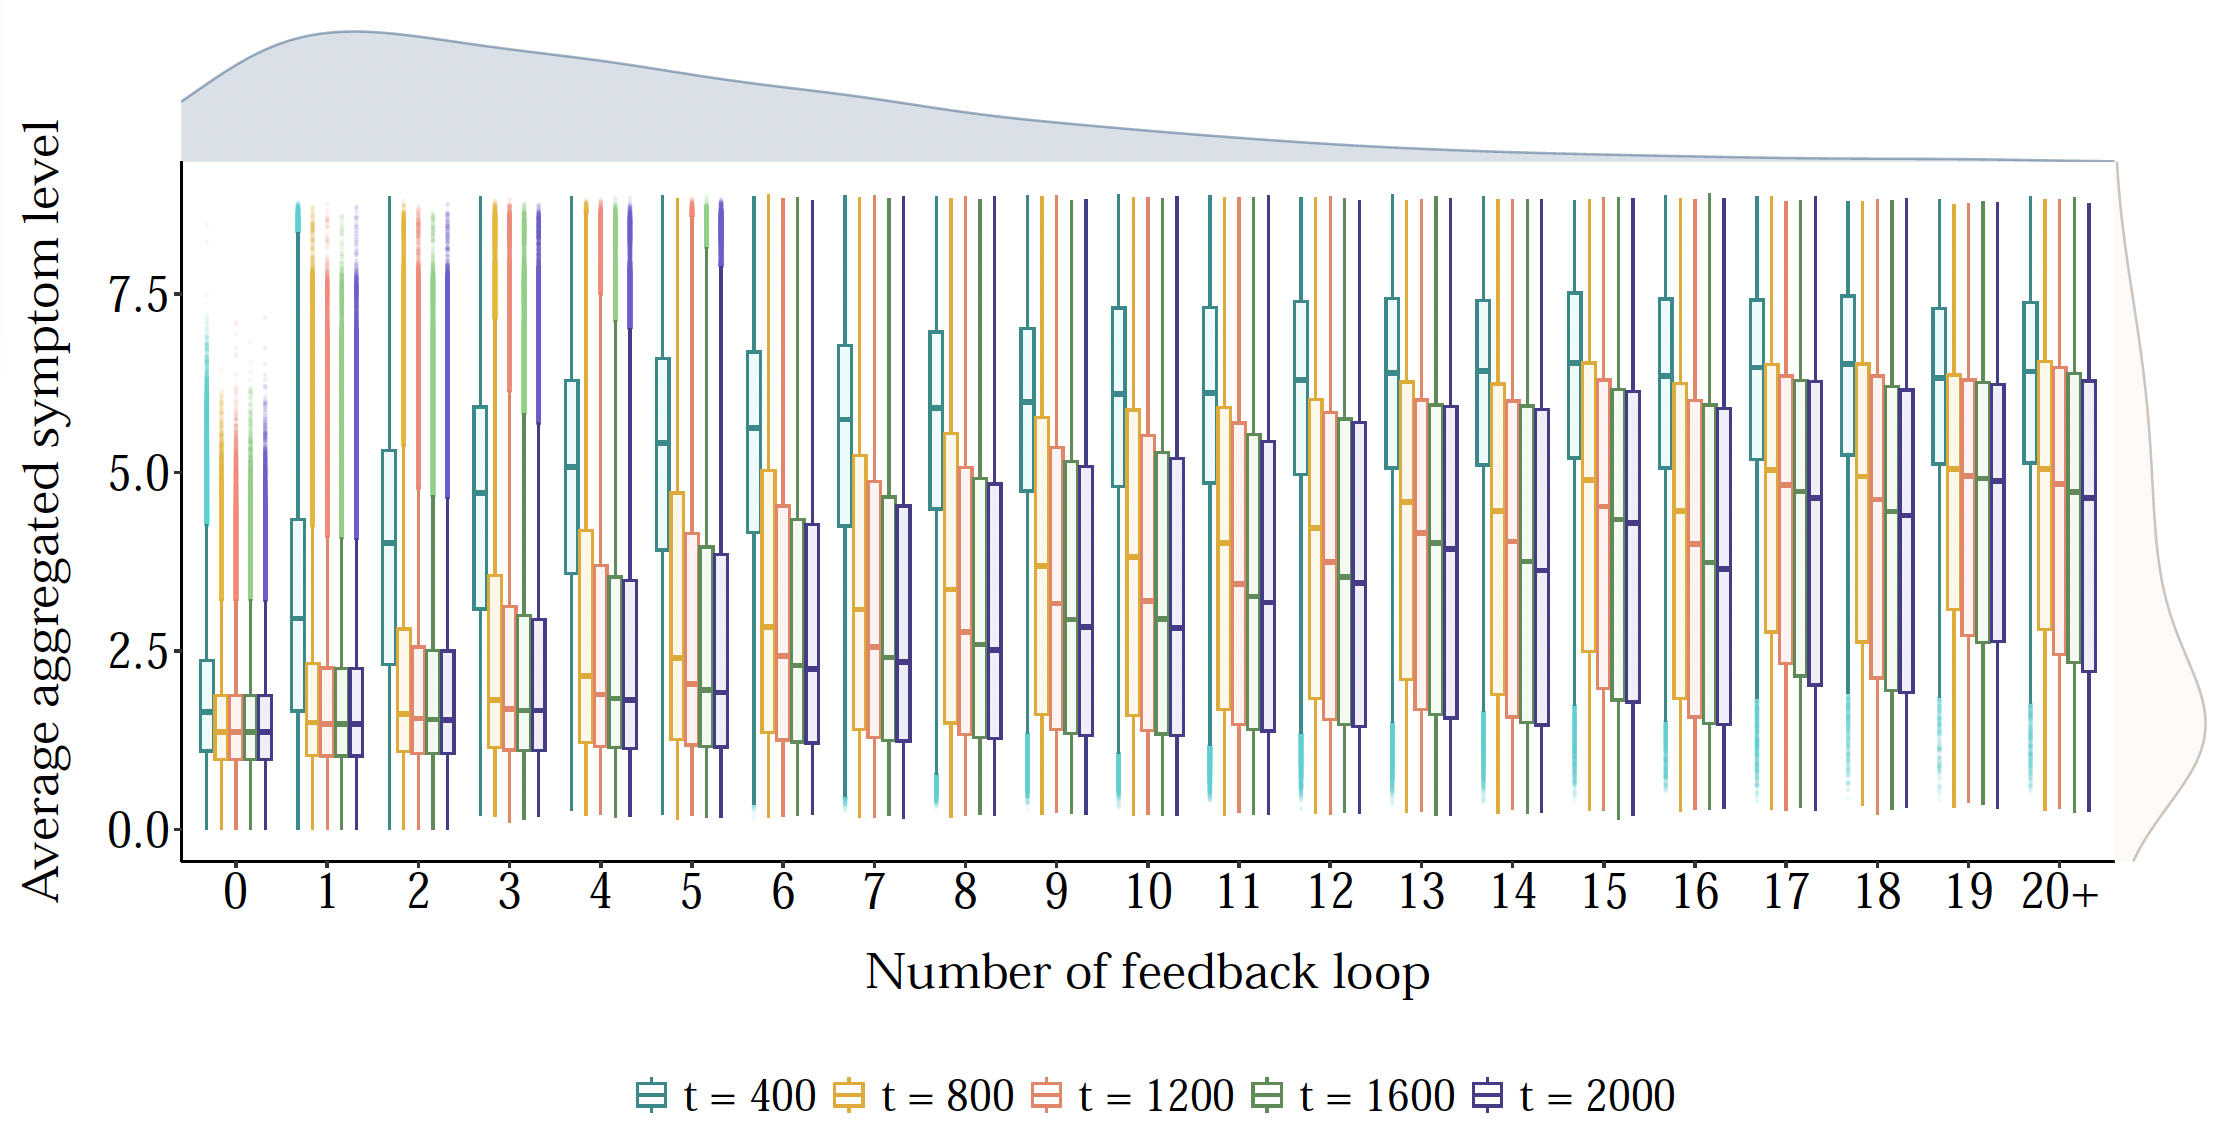 Average aggregated symptom level
7.5
5.0
2.5
0.0
0 1 2 3 4 5 6 7 8 9 10 11 12 13 14 15 16 17 18 19 20+
Number of feedback loop
t = 400 t = 800 t = 1200 t = 1600 t = 2000